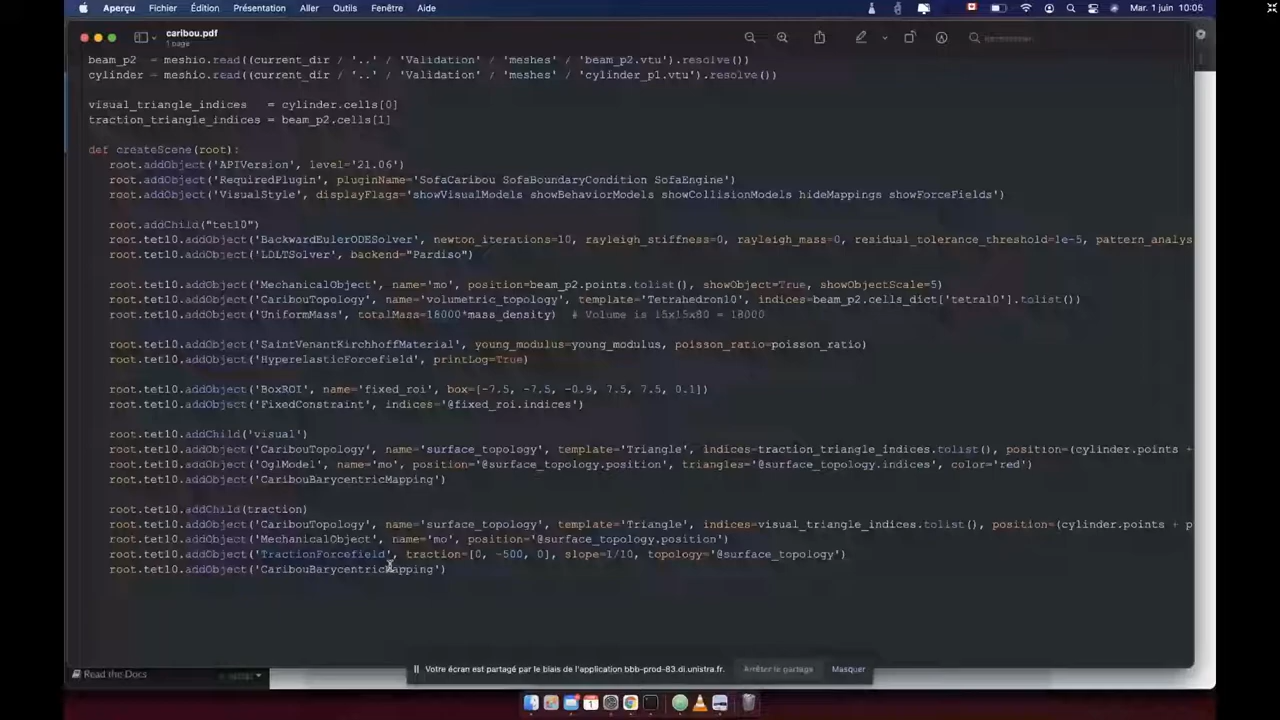 Aperçu Fichier Édition Présentation Aller Outils Fenêtre Aide Mar. 1 juin 10:05
caribou.pdf
1 page
Rechercher
beam_p2 = meshio.read((current_dir / '..' / 'Validation' / 'meshes' / 'beam_p2.vtu').resolve())
cylinder = meshio.read((current_dir / '..' / 'Validation' / 'meshes' / 'cylinder_p1.vtu').resolve())
visual_triangle_indices = cylinder.cells[0]
traction_triangle_indices = beam_p2.cells[1]
def createScene(root):
root.addObject('APIVersion', level='21.06')
root.addObject('RequiredPlugin', pluginName='SofaCaribou SofaBoundaryCondition SofaEngine')
root.addObject('VisualStyle', displayFlags='showVisualModels showBehaviorModels showCollisionModels hideMappings showForceFields')
root.addChild("tet10")
root.tet10.addObject('BackwardEulerODESolver', newton_iterations=10, rayleigh_stiffness=0, rayleigh_mass=0, residual_tolerance_threshold=1e-5, pattern_analys
root.tet10.addObject('LDLTSolver', backend="Pardiso")
root.tet10.addObject('MechanicalObject', name='mo', position=beam_p2.points.tolist(), showObject=True, showObjectScale=5)
root.tet10.addObject('CaribouTopology', name='volumetric_topology', template='Tetrahedron10', indices=beam_p2.cells_dict['tetra10'].tolist())
root.tet10.addObject('UniformMass', totalMass=18000*mass_density) # Volume is 15x15x80 = 18000
root.tet10.addObject('SaintVenantKirchhoffMaterial', young_modulus=young_modulus, poisson_ratio=poisson_ratio)
root.tet10.addObject('HyperelasticForcefield', printLog=True)
root.tet10.addObject('BoxROI', name='fixed_roi', box=[-7.5, -7.5, -0.9, 7.5, 7.5, 0.1])
root.tet10.addObject('FixedConstraint', indices='@fixed_roi.indices')
root.tet10.addChild('visual')
root.tet10.addObject('CaribouTopology', name='surface_topology', template='Triangle', indices=traction_triangle_indices.tolist(), position=(cylinder.points +
root.tet10.addObject('OglModel', name='mo', position='@surface_topology.position', triangles='@surface_topology.indices', color='red')
root.tet10.addObject('CaribouBarycentricMapping')
root.tet10.addChild(traction)
root.tet10.addObject('CaribouTopology', name='surface_topology', template='Triangle', indices=visual_triangle_indices.tolist(), position=(cylinder.points + p
root.tet10.addObject('MechanicalObject', name='mo', position='@surface_topology.position')
root.tet10.addObject('TractionForcefield', traction=[0, -500, 0], slope=1/10, topology='@surface_topology')
root.tet10.addObject('CaribouBarycentricMapping')
Votre écran est partagé par le biais de l'application bbb-prod-83.di.unistra.fr. Arrêter le partage Masquer
Read the Docs